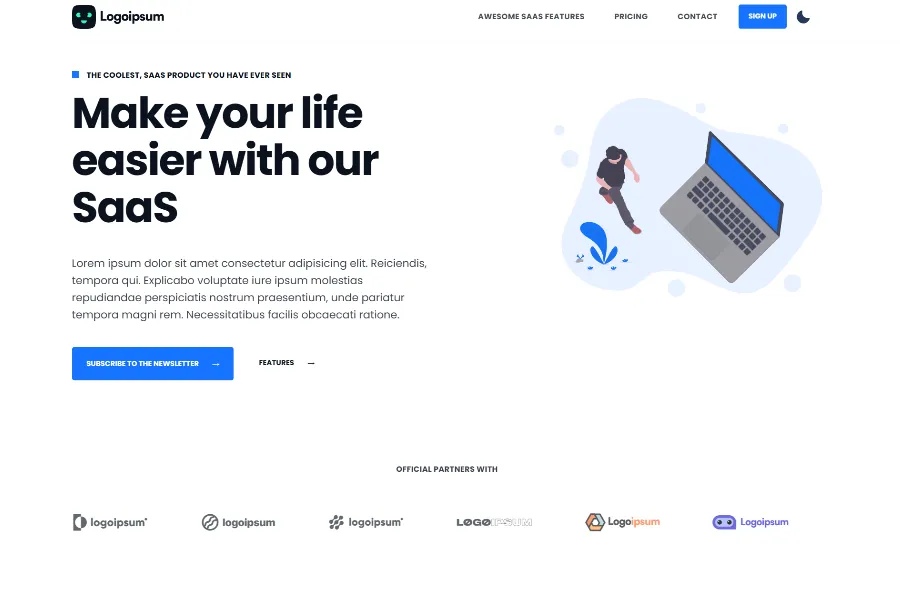 Logoipsum
AWESOME SAAS FEATURES
PRICING
CONTACT
SIGN UP
THE COOLEST, SAAS PRODUCT YOU HAVE EVER SEEN
Make your life
easier with our
SaaS
Lorem ipsum dolor sit amet consectetur adipisicing elit. Reiciendis,
tempora qui. Explicabo voluptate iure ipsum molestias
repudiandae perspiciatis nostrum praesentium, unde pariatur
tempora magni rem. Necessitatibus facilis obcaecati ratione.
SUBSCRIBE TO THE NEWSLETTER →
FEATURES →
OFFICIAL PARTNERS WITH
logoipsum
logoipsum
logoipsum
LOGOIPSUM
Logoipsum
Logoipsum